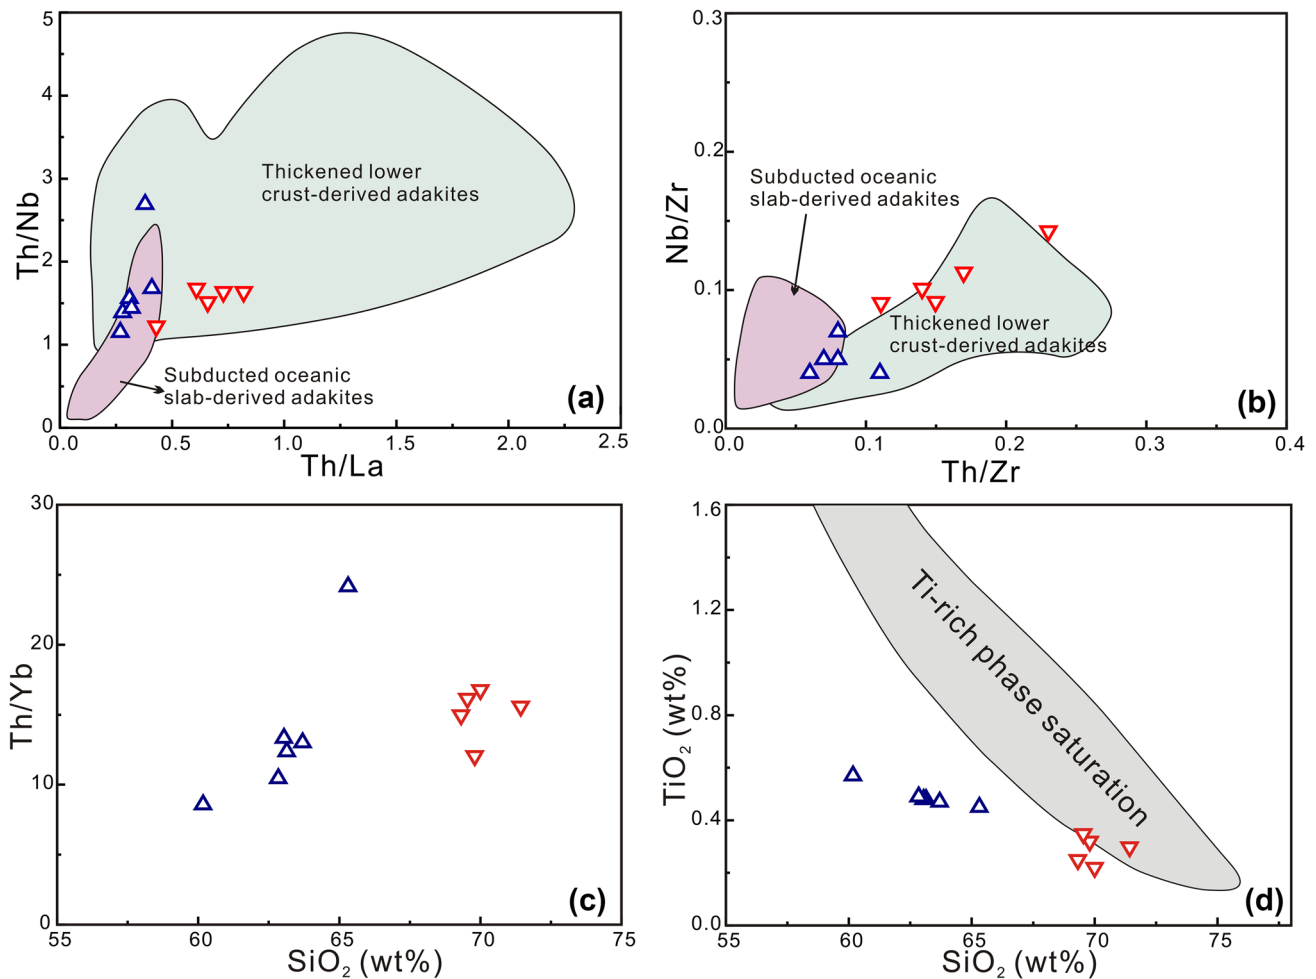 5
4
3
2
1
0
Th/Nb
Thickened lower
crust-derived adakites
Subducted oceanic
slab-derived adakites
(a)
0.0
0.5
1.0
1.5
2.0
2.5
Th/La
0.3
0.2
0.1
0.0
Nb/Zr
Subducted oceanic
slab-derived adakites
Thickened lower
crust-derived adakites
(b)
0.0
0.1
0.2
0.3
0.4
Th/Zr
30
20
10
0
Th/Yb
(c)
55
60
65
70
75
SiO₂ (wt%)
1.6
1.2
0.8
0.4
0.0
TiO₂ (wt%)
Ti-rich phase saturation
(d)
55
60
65
70
75
SiO₂ (wt%)